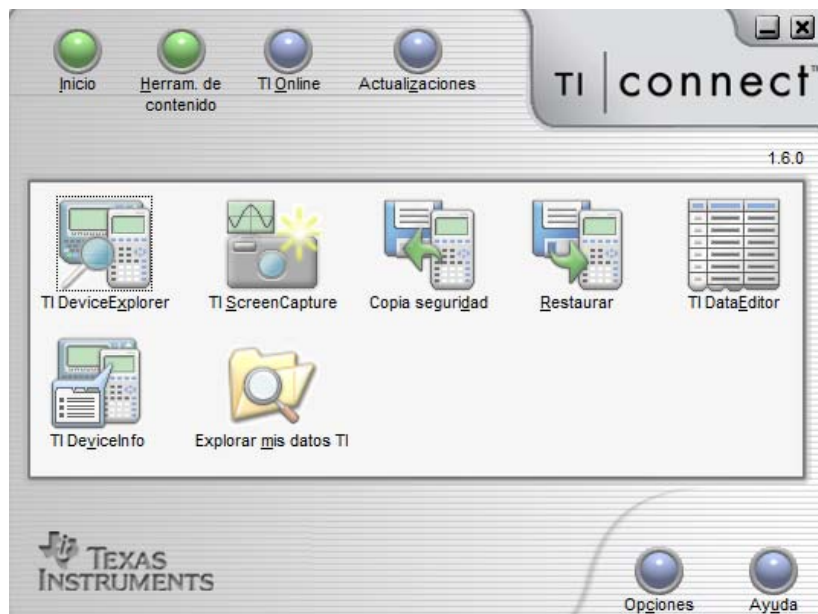 Inicio
Herram. de contenido
TI Online
Actualizaciones
TI connect™
1.6.0
TI DeviceExplorer
TI ScreenCapture
Copia seguridad
Restaurar
TI DataEditor
TI DeviceInfo
Explorar mis datos TI
TEXAS
INSTRUMENTS
Opciones
Ayuda